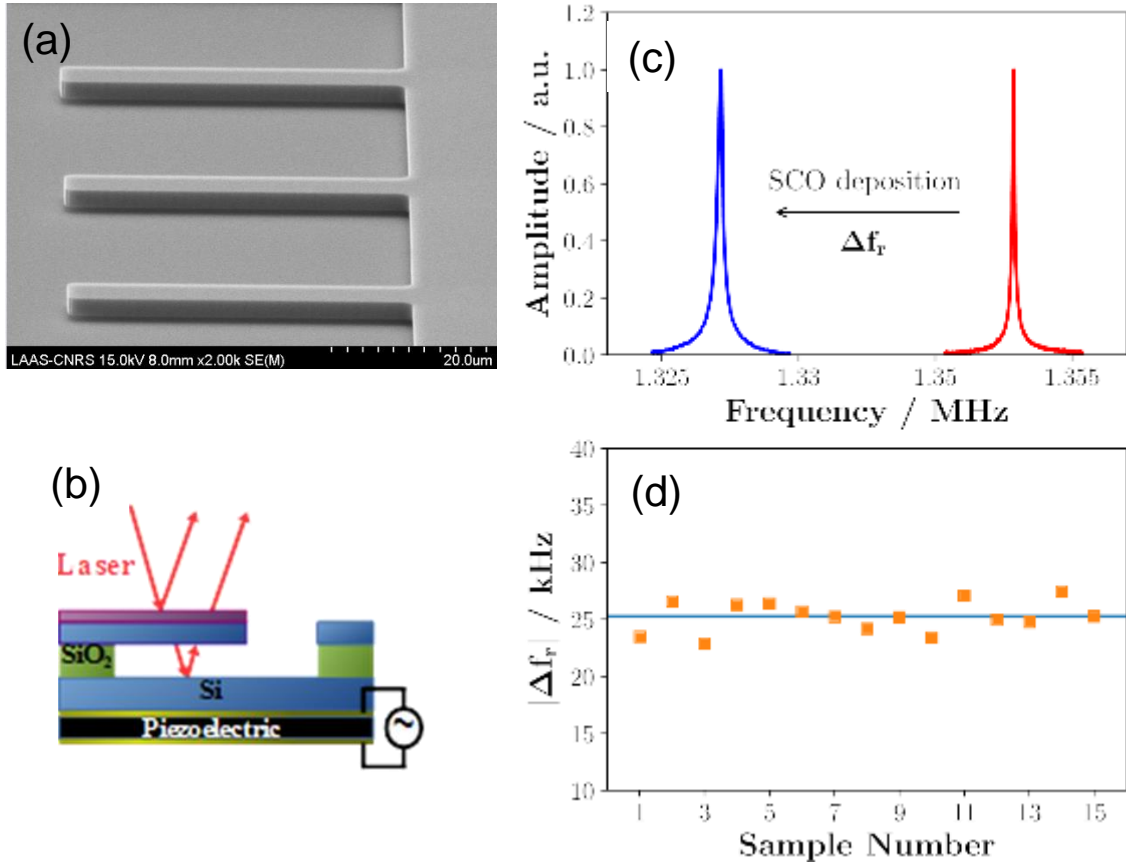 (a)
LAAS-CNRS 15.0kV 8.0mm x2.00k SE(M)
20.0um
(b)
Laser
SiO2
Si
Piezoelectric
~
(c)
Amplitude / a.u.
1.2
1.0
0.8
0.6
0.4
0.2
0.0
SCO deposition
Δfr
1.325
1.33
1.35
1.355
Frequency / MHz
(d)
|Δfr| / kHz
40
35
30
25
20
15
10
1
3
5
7
9
11
13
15
Sample Number